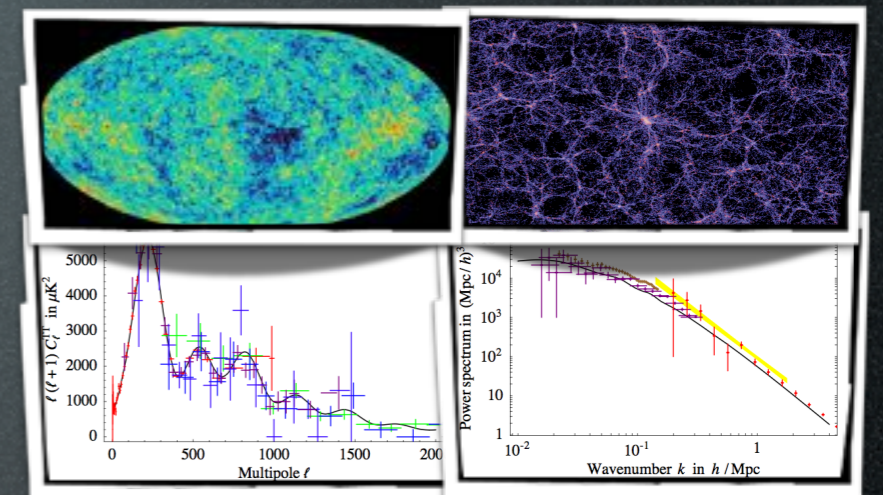 5000
4000
3000
2000
1000
0
ℓ (ℓ + 1) C_ℓ^TT in μK²
0 500 1000 1500 200
Multipole ℓ
10⁴
10³
10²
10
1
Power spectrum in (Mpc/h)³
10⁻² 10⁻¹ 1
Wavenumber k in h / Mpc